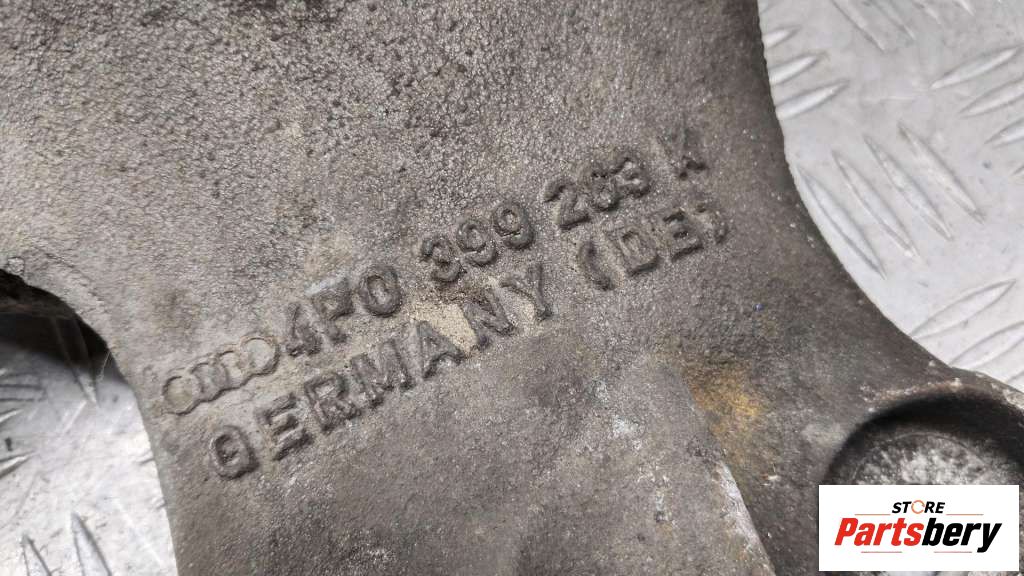 4F0 399 263 K
GERMANY (DE)
STORE
Partsbery